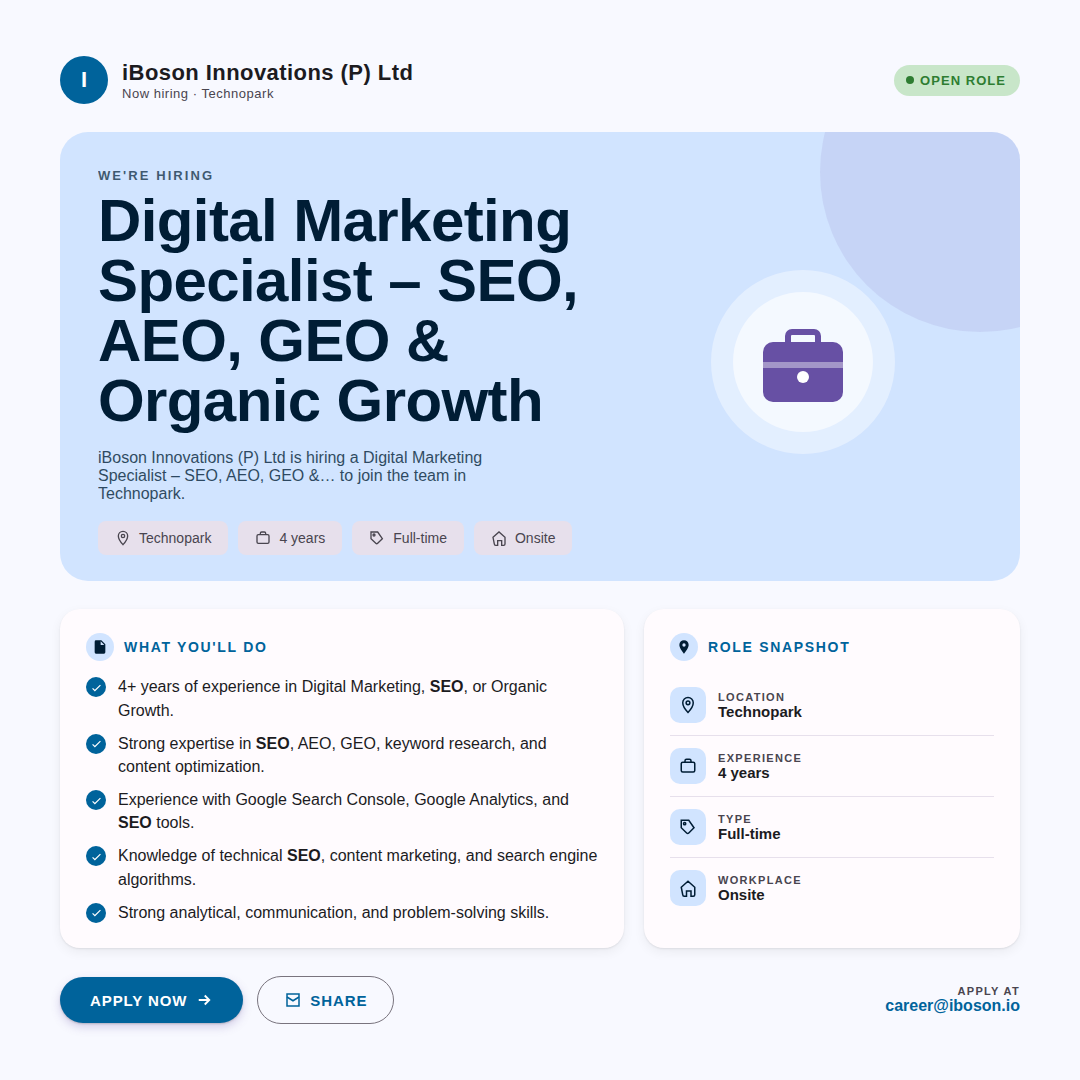 I
iBoson Innovations (P) Ltd
Now hiring · Technopark
OPEN ROLE
WE'RE HIRING
Digital Marketing
Specialist – SEO,
AEO, GEO &
Organic Growth
iBoson Innovations (P) Ltd is hiring a Digital Marketing
Specialist – SEO, AEO, GEO &… to join the team in
Technopark.
Technopark
4 years
Full-time
Onsite
WHAT YOU'LL DO
4+ years of experience in Digital Marketing, SEO, or Organic
Growth.
Strong expertise in SEO, AEO, GEO, keyword research, and
content optimization.
Experience with Google Search Console, Google Analytics, and
SEO tools.
Knowledge of technical SEO, content marketing, and search engine
algorithms.
Strong analytical, communication, and problem-solving skills.
ROLE SNAPSHOT
LOCATION
Technopark
EXPERIENCE
4 years
TYPE
Full-time
WORKPLACE
Onsite
APPLY NOW
SHARE
APPLY AT
career@iboson.io